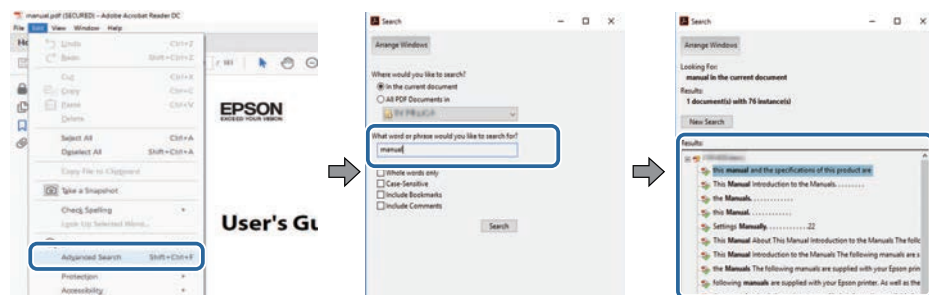 manual.pdf (SECURED) - Adobe Acrobat Reader DC
File Edit View Window Help
Undo Ctrl+Z
Redo Shift+Ctrl+Z
Cut Ctrl+X
Copy Ctrl+C
Paste Ctrl+V
Delete
Select All Ctrl+A
Deselect All Shift+Ctrl+A
Copy File to Clipboard
Take a Snapshot
Check Spelling
Look Up Selected Word...
Advanced Search Shift+Ctrl+F
Protection
Accessibility
/ 181
EPSON
EXCEED YOUR VISION
User's Gu
Search
Arrange Windows
Where would you like to search?
In the current document
All PDF Documents in
What word or phrase would you like to search for?
manual
Whole words only
Case-Sensitive
Include Bookmarks
Include Comments
Search
Search
Arrange Windows
Looking For:
manual in the current document
Results:
1 document(s) with 76 instance(s)
New Search
Results:
this manual and the specifications of this product are
This Manual Introduction to the Manuals. . . . . . . . .
the Manuals. . . . . . . . . . . . .
this Manual. . . . . . . . . . . . .
Settings Manually. . . . . . . . . . . .22
This Manual About This Manual Introduction to the Manuals The follo
This Manual Introduction to the Manuals The following manuals are s
the Manuals The following manuals are supplied with your Epson prin
following manuals are supplied with your Epson printer. As well as the